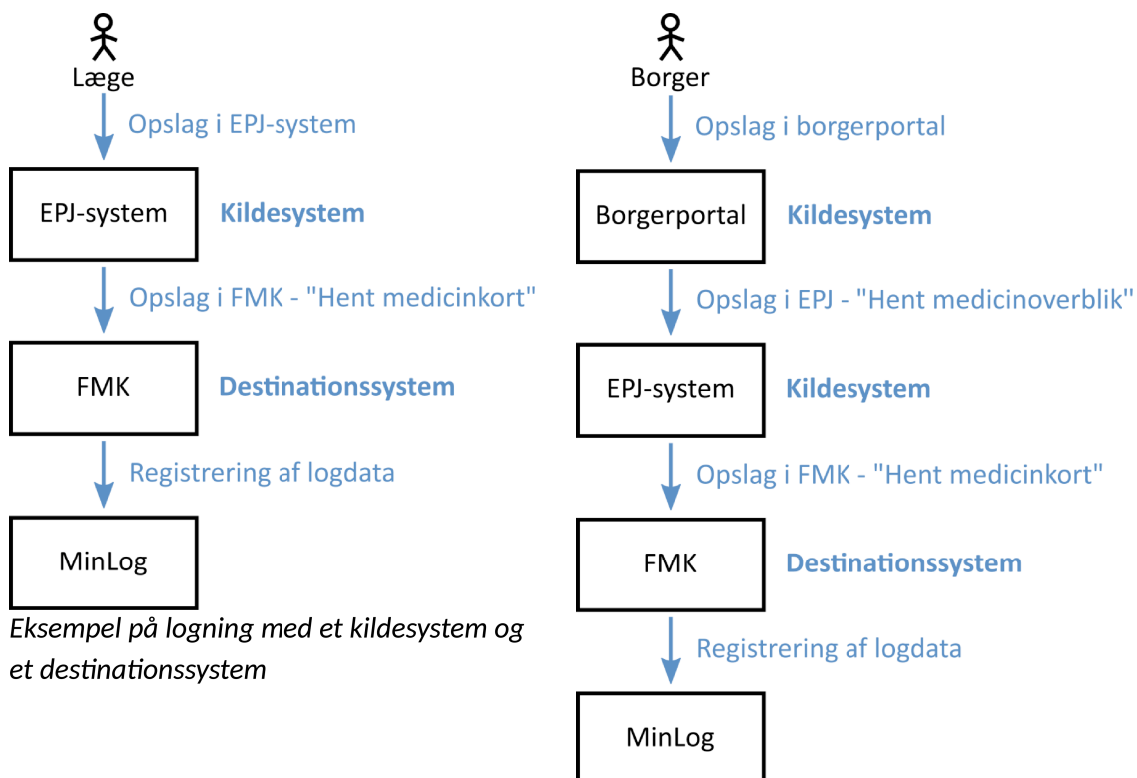 Læge
Opslag i EPJ-system
EPJ-system
Kildesystem
Opslag i FMK - "Hent medicinkort"
FMK
Destinationssystem
Registrering af logdata
MinLog
Eksempel på logning med et kildesystem og
et destinationssystem
Borger
Opslag i borgerportal
Borgerportal
Kildesystem
Opslag i EPJ - "Hent medicinoverblik"
EPJ-system
Kildesystem
Opslag i FMK - "Hent medicinkort"
FMK
Destinationssystem
Registrering af logdata
MinLog